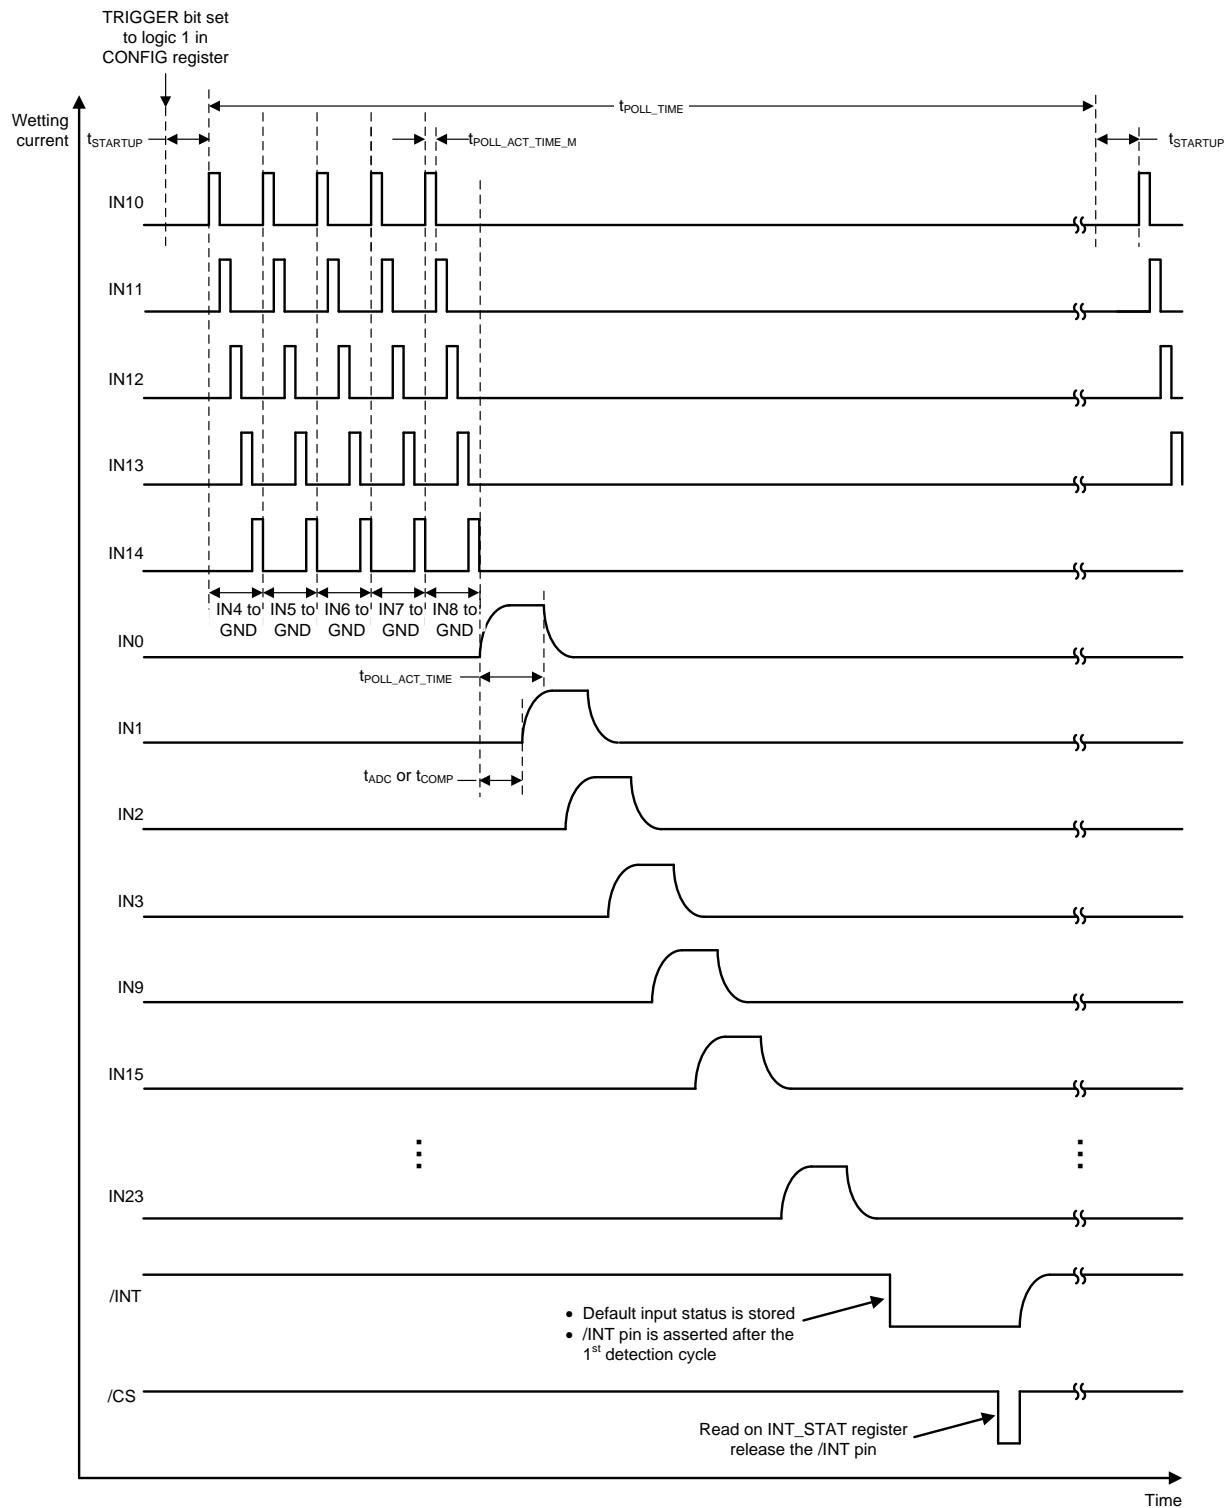 TRIGGER bit set
to logic 1 in
CONFIG register
Wetting
current
tSTARTUP
tPOLL_TIME
tPOLL_ACT_TIME_M
tSTARTUP
IN10
IN11
IN12
IN13
IN14
IN4 to
GND
IN5 to
GND
IN6 to
GND
IN7 to
GND
IN8 to
GND
IN0
tPOLL_ACT_TIME
IN1
tADC or tCOMP
IN2
IN3
IN9
IN15
IN23
/INT
• Default input status is stored
• /INT pin is asserted after the
1st detection cycle
/CS
Read on INT_STAT register
release the /INT pin
Time